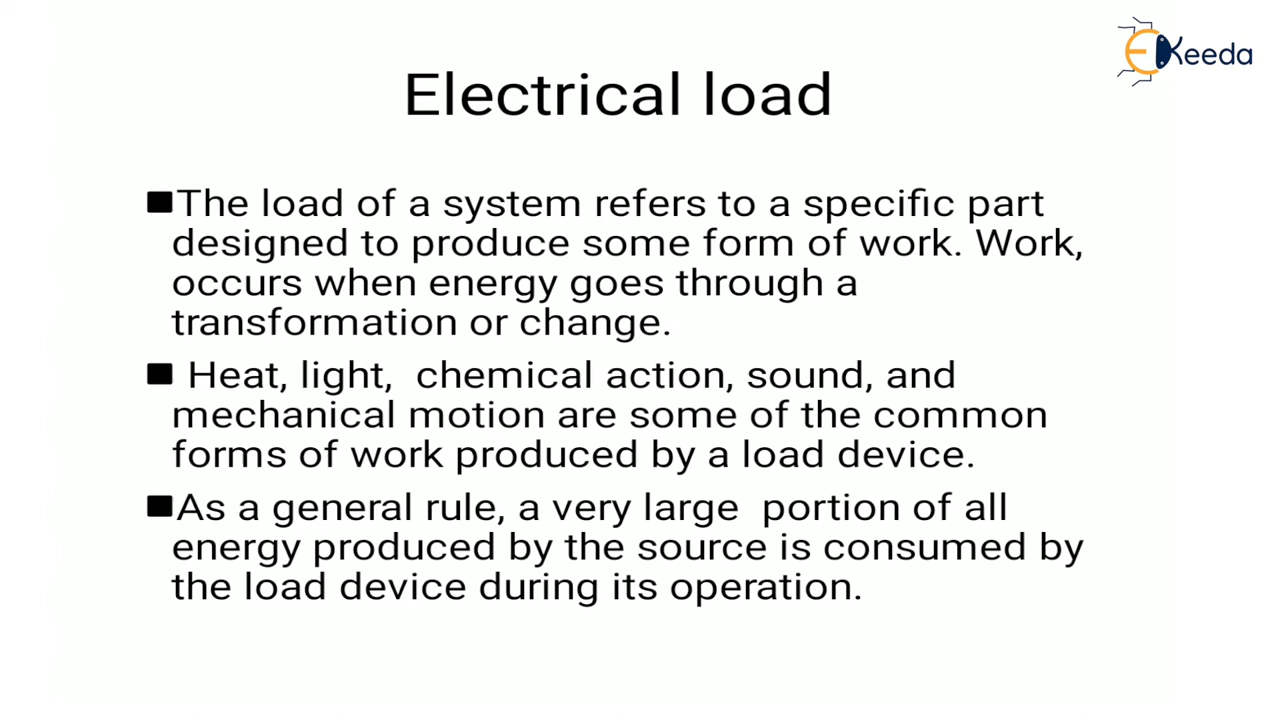 EKeeda
Electrical load
■The load of a system refers to a specific part
designed to produce some form of work. Work,
occurs when energy goes through a
transformation or change.
■ Heat, light,  chemical action, sound, and
mechanical motion are some of the common
forms of work produced by a load device.
■As a general rule, a very large  portion of all
energy produced by the source is consumed by
the load device during its operation.